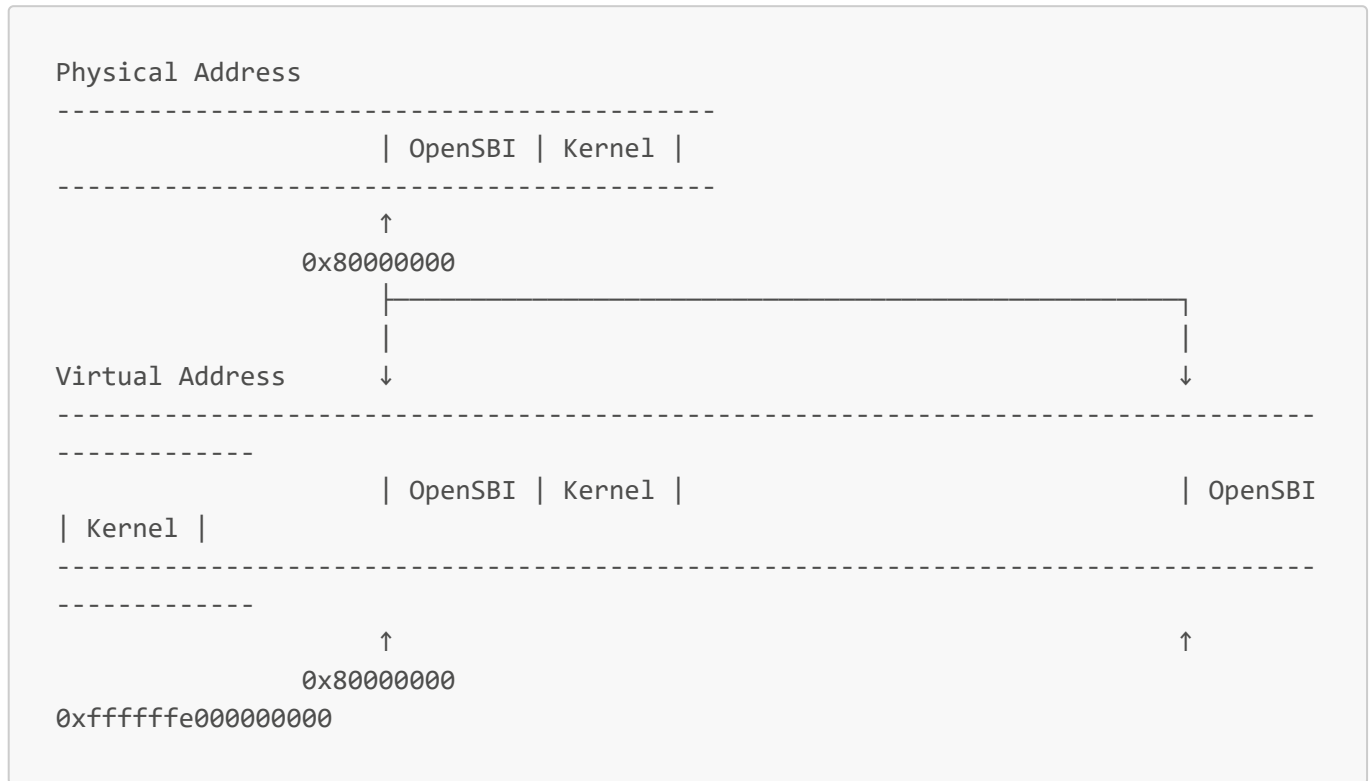 Physical Address
-------------------------------------------
                     | OpenSBI | Kernel |
-------------------------------------------
                     ↑
                0x80000000
                     ├───────────────────────────────────────────────────┐
                     |                                                   |
Virtual Address      ↓                                                   ↓
----------------------------------------------------------------------------------
-------------
                     | OpenSBI | Kernel |                                | OpenSBI
| Kernel |
----------------------------------------------------------------------------------
-------------
                     ↑                                                   ↑
                0x80000000
0xffffffe000000000